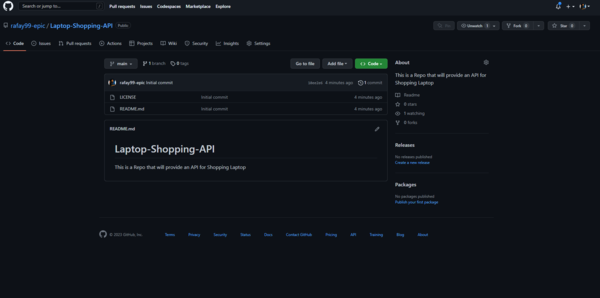 Search or jump to...
/
Pull requests Issues Codespaces Marketplace Explore
rafay99-epic / Laptop-Shopping-API Public
Unwatch 1
Fork 0
Star 0
Code Issues Pull requests Actions Projects Wiki Security Insights Settings
main
1 Branch
0 tags
Go to file
Add file
Code
rafay99-epic Initial commit
4 minutes ago
1 commit
LICENSE Initial commit 4 minutes ago
README.md Initial commit 4 minutes ago
README.md
Laptop-Shopping-API
This is a Repo that will provide an API for Shopping Laptop
About
This is a Repo that will provide an API for Shopping Laptop
Readme
0 stars
1 watching
0 forks
Releases
No releases published
Create a new release
Packages
No packages published
Publish your first package
© 2023 GitHub, Inc. Terms Privacy Security Status Docs Contact GitHub Pricing API Training Blog About